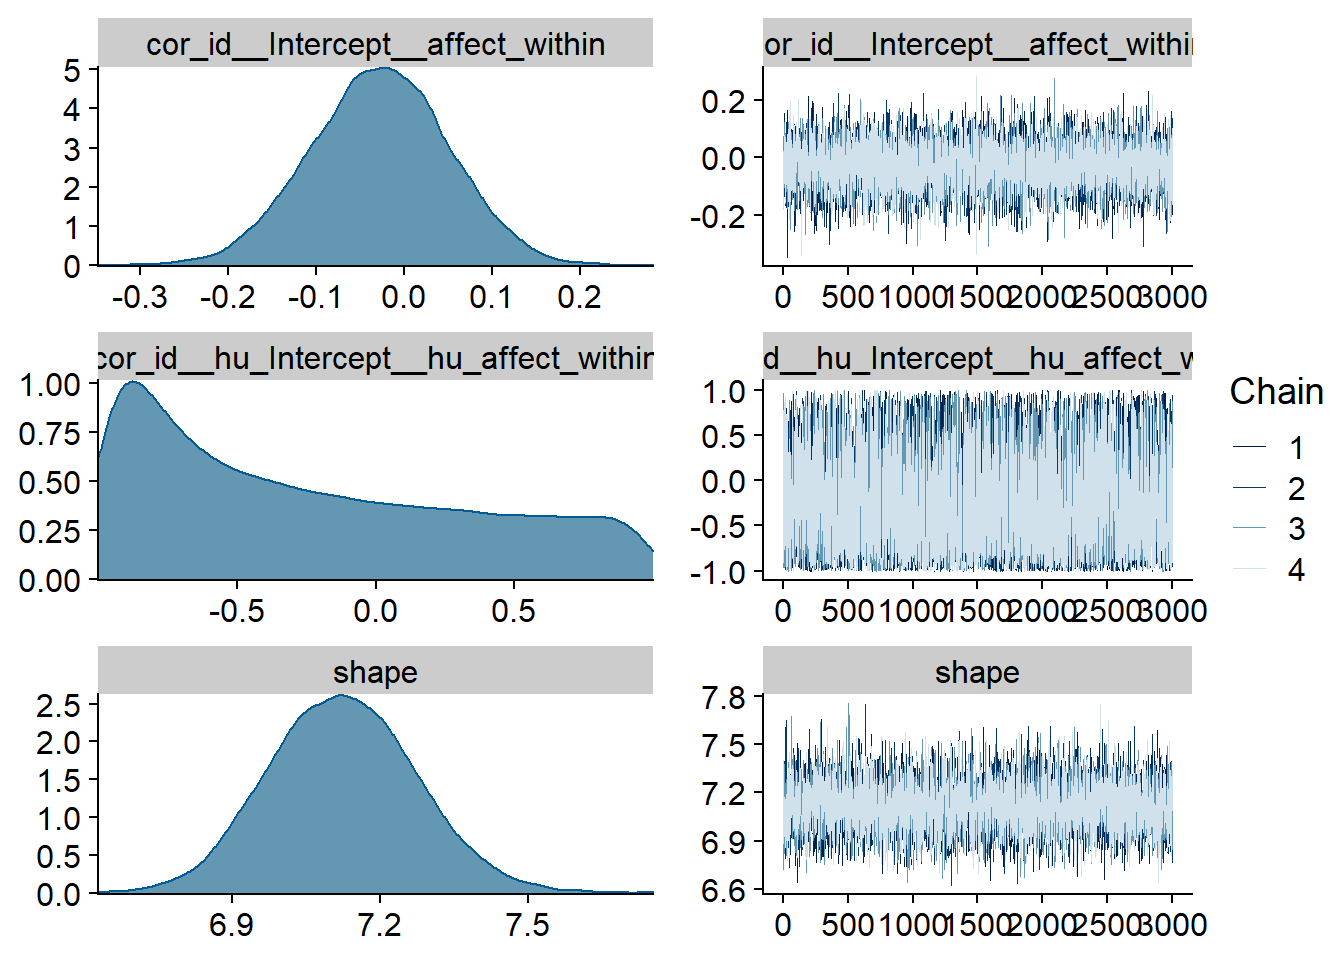 cor_id__Intercept__affect_within
5
4
3
2
1
0
-0.3 -0.2 -0.1 0.0 0.1 0.2
or_id__Intercept__affect_withi
0.2
0.0
-0.2
0 500 1000 1500 2000 2500 3000
cor_id__hu_Intercept__hu_affect_within
1.00
0.75
0.50
0.25
0.00
-0.5 0.0 0.5
d__hu_Intercept__hu_affect_w
1.0
0.5
0.0
-0.5
-1.0
0 500 1000 1500 2000 2500 3000
shape
2.5
2.0
1.5
1.0
0.5
0.0
6.9 7.2 7.5
shape
7.8
7.5
7.2
6.9
6.6
0 500 1000 1500 2000 2500 3000
Chain
1
2
3
4